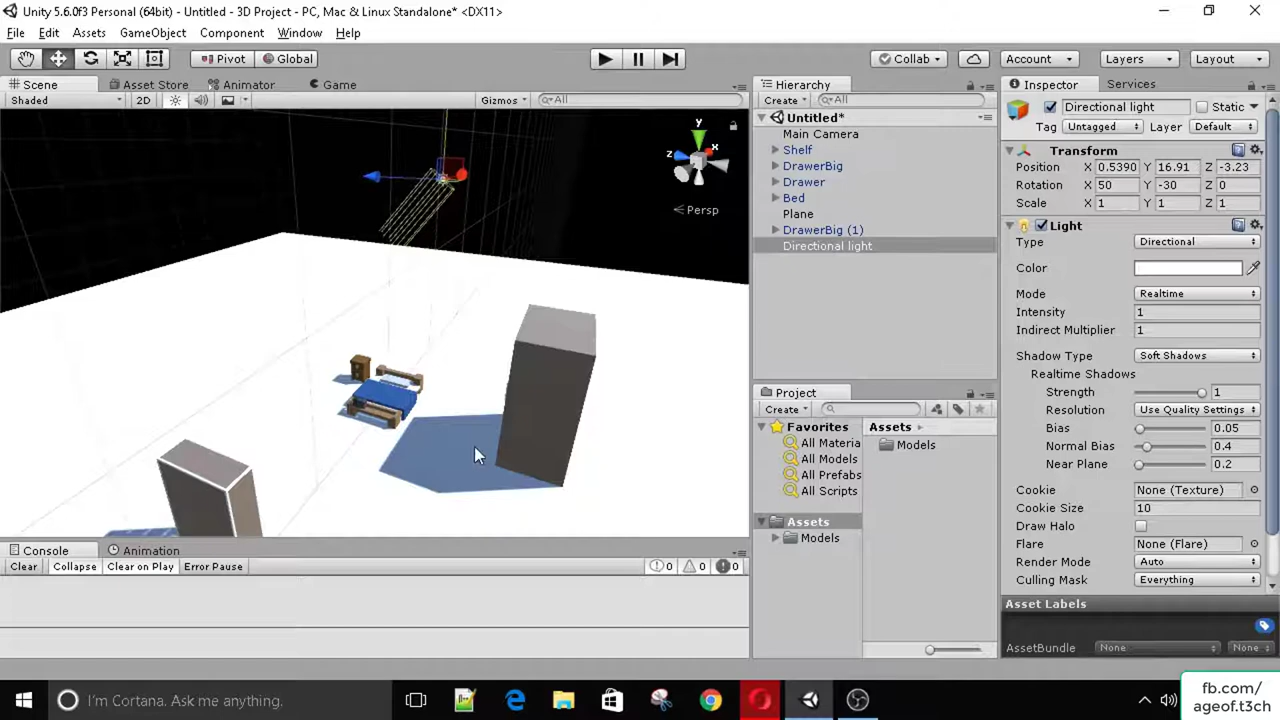 Unity 5.6.0f3 Personal (64bit) - Untitled - 3D Project - PC, Mac & Linux Standalone* <DX11>
File Edit Assets GameObject Component Window Help
Pivot Global Collab Account Layers Layout
Scene Asset Store Animator Game
Shaded 2D Gizmos All
y
x
z
Persp
Hierarchy
Create All
Untitled*
Main Camera
Shelf
DrawerBig
Drawer
Bed
Plane
DrawerBig (1)
Directional light
Project
Create
Favorites
All Materia
All Models
All Prefabs
All Scripts
Assets
Models
Assets
Models
Inspector Services
Directional light Static
Tag Untagged Layer Default
Transform
Position X 0.5390 Y 16.91 Z -3.23
Rotation X 50 Y -30 Z 0
Scale X 1 Y 1 Z 1
Light
Type Directional
Color
Mode Realtime
Intensity 1
Indirect Multiplier 1
Shadow Type Soft Shadows
Realtime Shadows
Strength 1
Resolution Use Quality Settings
Bias 0.05
Normal Bias 0.4
Near Plane 0.2
Cookie None (Texture)
Cookie Size 10
Draw Halo
Flare None (Flare)
Render Mode Auto
Culling Mask Everything
Asset Labels
AssetBundle None None
Console Animation
Clear Collapse Clear on Play Error Pause 0 0 0
I'm Cortana. Ask me anything.
fb.com/
ageof.t3ch